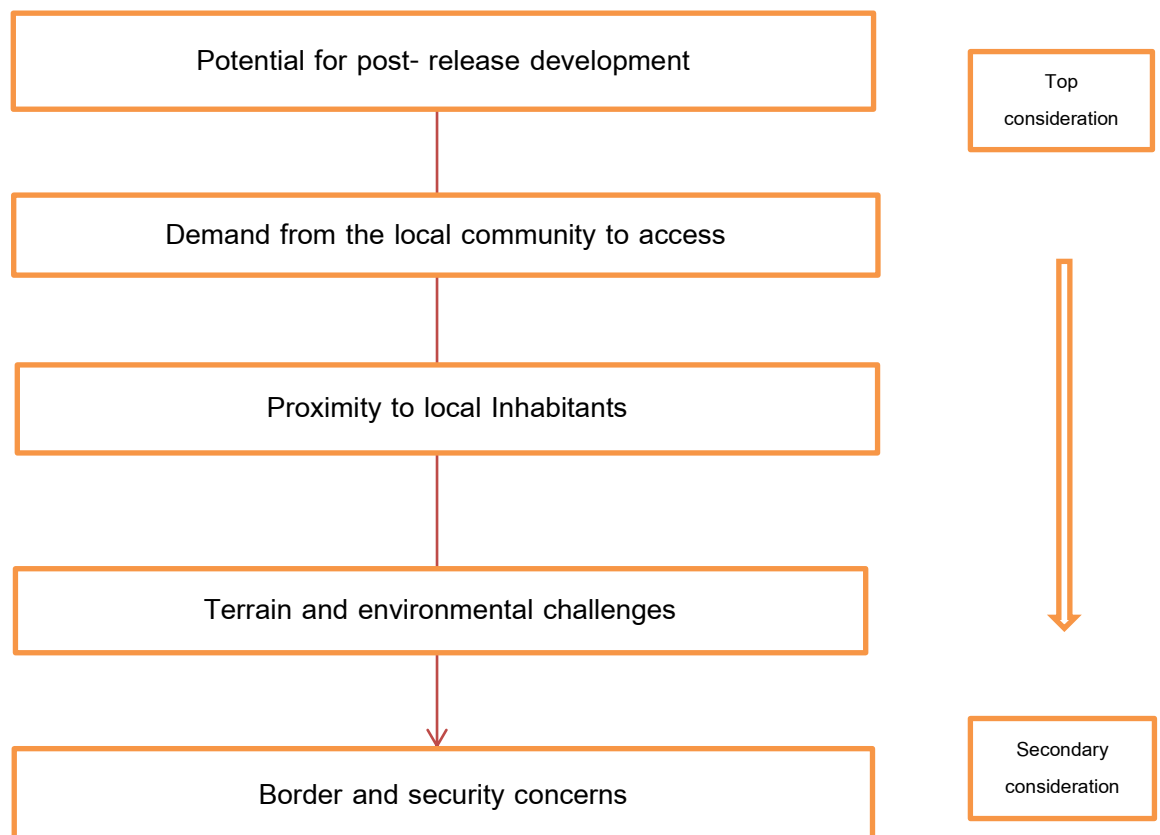 Potential for post- release development
Top
consideration
Demand from the local community to access
Proximity to local Inhabitants
Terrain and environmental challenges
Border and security concerns
Secondary
consideration